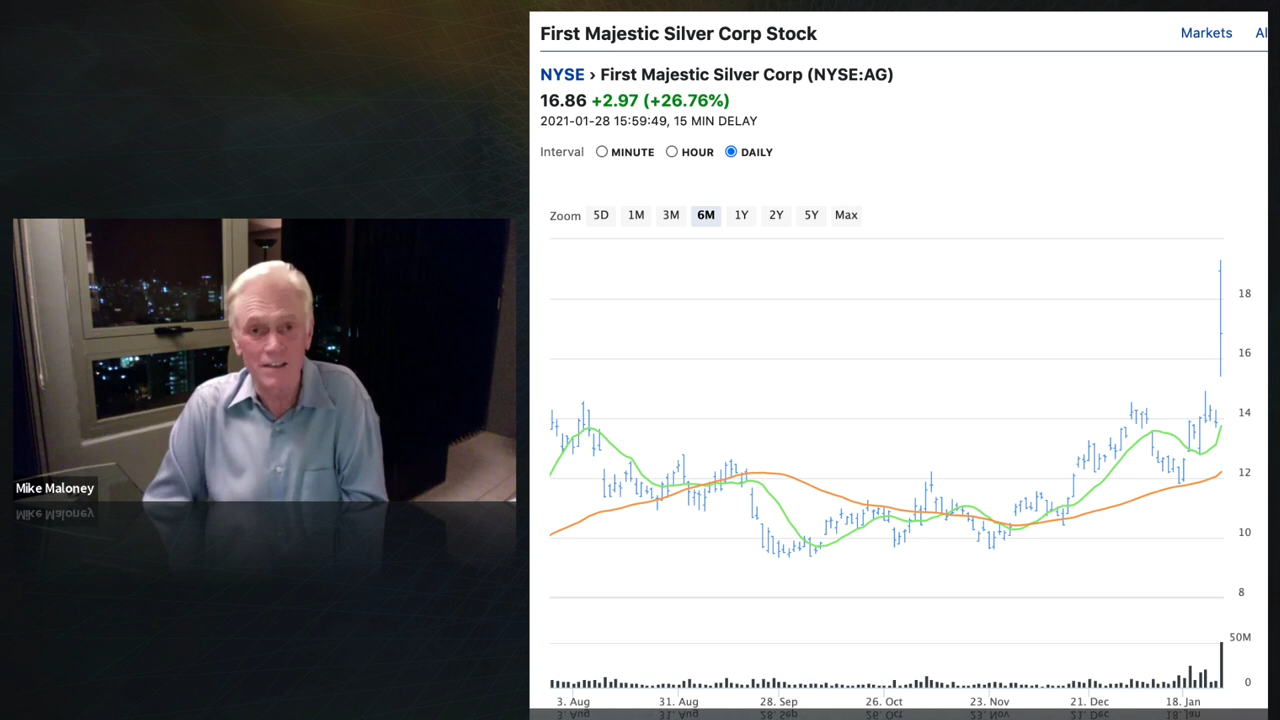 First Majestic Silver Corp Stock
Markets Al
NYSE › First Majestic Silver Corp (NYSE:AG)
16.86 +2.97 (+26.76%)
2021-01-28 15:59:49, 15 MIN DELAY
Interval MINUTE HOUR DAILY
Zoom 5D 1M 3M 6M 1Y 2Y 5Y Max
18
16
14
12
10
8
50M
0
3. Aug 31. Aug 28. Sep 26. Oct 23. Nov 21. Dec 18. Jan
Mike Maloney